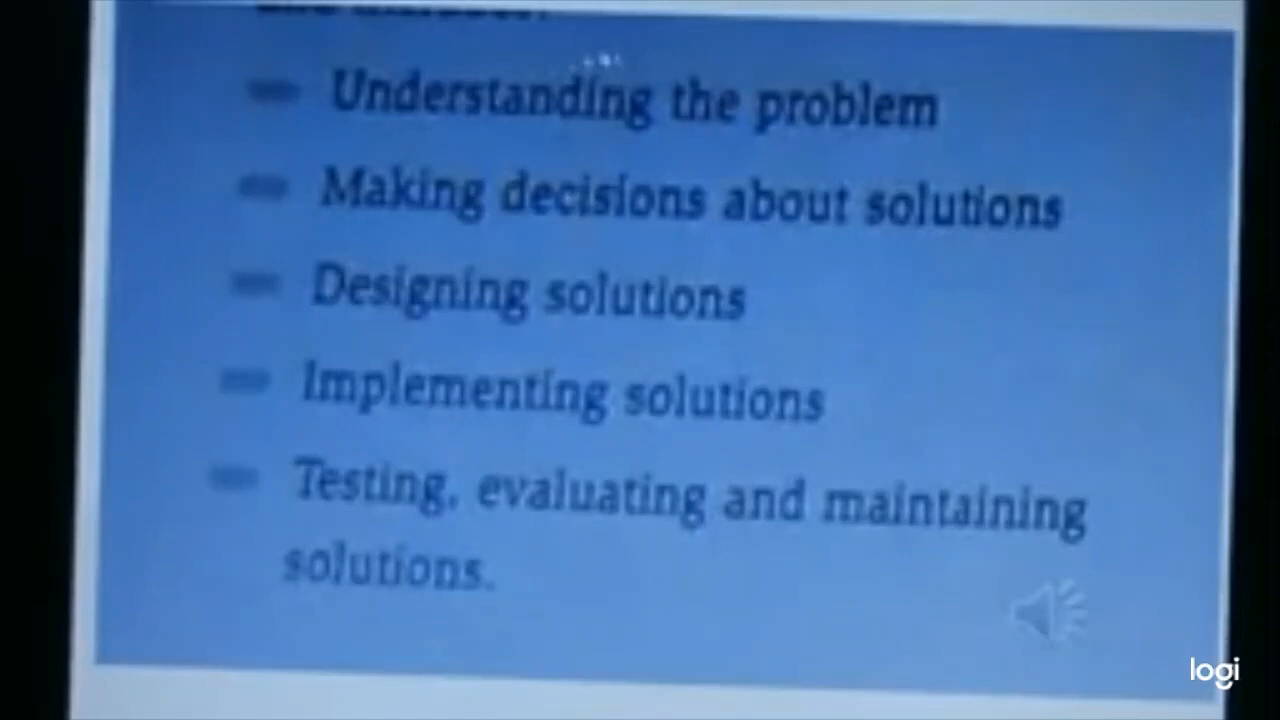 Understanding the problem
Making decisions about solutions
Designing solutions
Implementing solutions
Testing, evaluating and maintaining
solutions.
logi